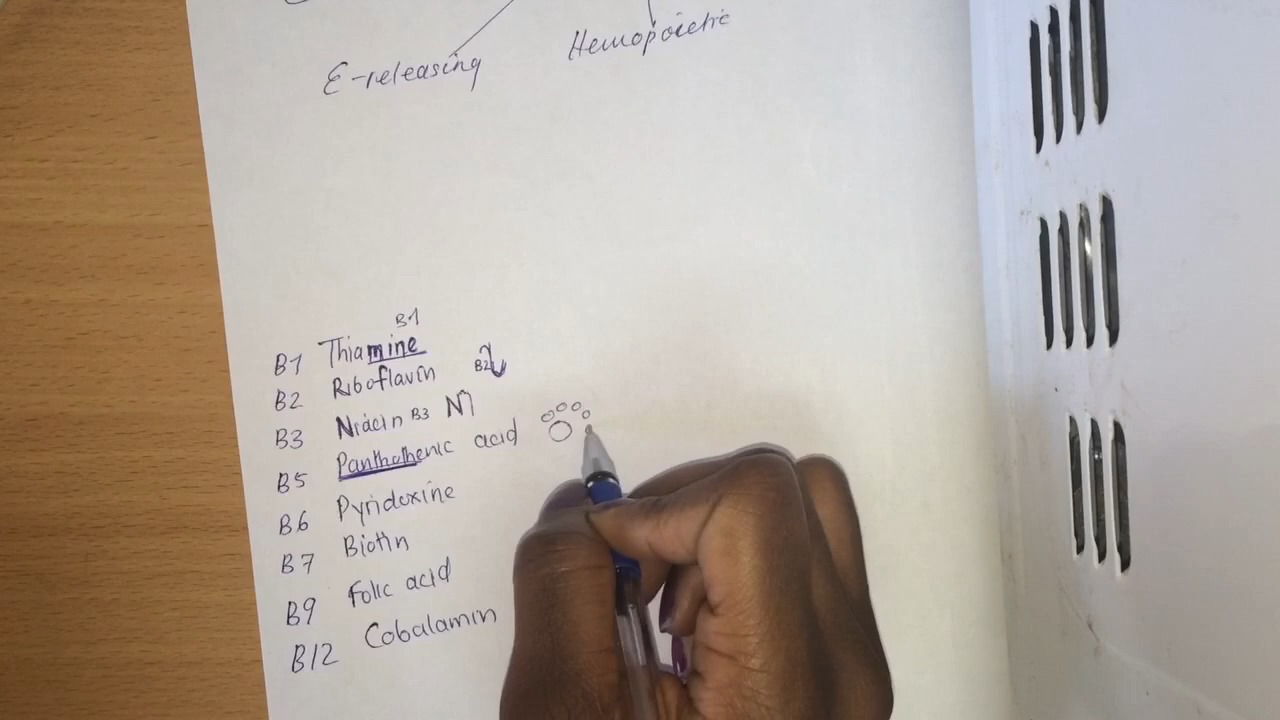 E-releasing Hemopoietic
B1
B1 Thiamine
B2 Riboflavin B2
B3 Niacin B3 N
B5 Panthothenic acid
B6 Pyridoxine
B7 Biotin
B9 Folic acid
B12 Cobalamin